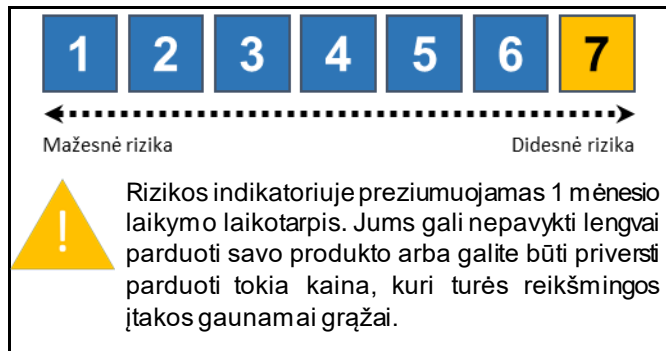 1 2 3 4 5 6 7
Mažesnė rizika Didesnė rizika
!
Rizikos indikatoriuje preziumuojamas 1 mėnesio
laikymo laikotarpis. Jums gali nepavykti lengvai
parduoti savo produkto arba galite būti priversti
parduoti tokia kaina, kuri turės reikšmingos
įtakos gaunamai grąžai.